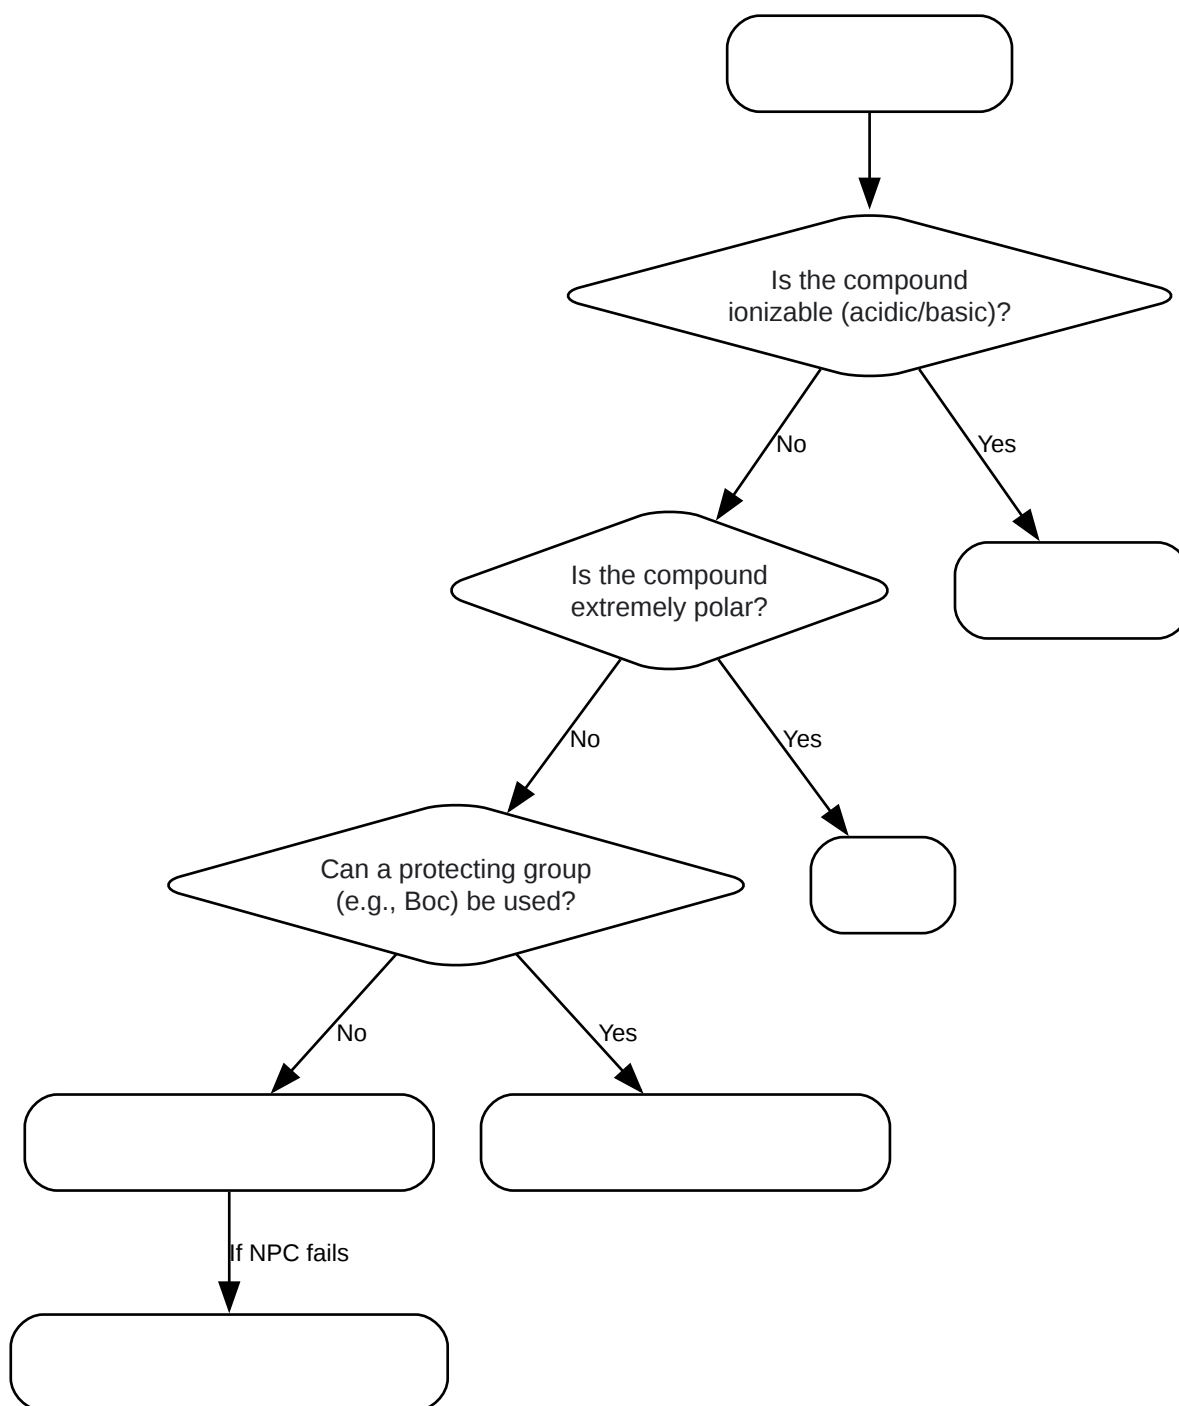 Is the compound
ionizable (acidic/basic)?
No
Yes
Is the compound
extremely polar?
No
Yes
Can a protecting group
(e.g., Boc) be used?
No
Yes
If NPC fails